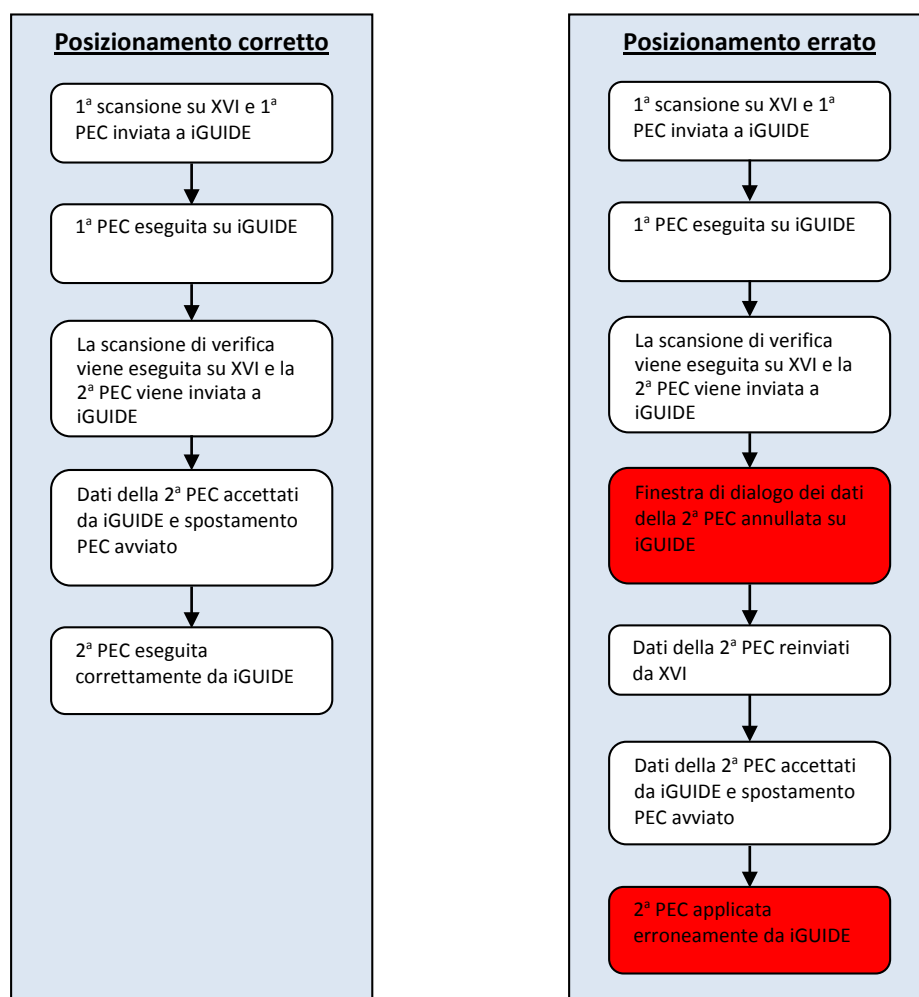 Posizionamento corretto
1ª scansione su XVI e 1ª
PEC inviata a iGUIDE
1ª PEC eseguita su iGUIDE
La scansione di verifica
viene eseguita su XVI e la
2ª PEC viene inviata a
iGUIDE
Dati della 2ª PEC accettati
da iGUIDE e spostamento
PEC avviato
2ª PEC eseguita
correttamente da iGUIDE
Posizionamento errato
1ª scansione su XVI e 1ª
PEC inviata a iGUIDE
1ª PEC eseguita su iGUIDE
La scansione di verifica
viene eseguita su XVI e la
2ª PEC viene inviata a
iGUIDE
Finestra di dialogo dei dati
della 2ª PEC annullata su
iGUIDE
Dati della 2ª PEC reinviati
da XVI
Dati della 2ª PEC accettati
da iGUIDE e spostamento
PEC avviato
2ª PEC applicata
erroneamente da iGUIDE